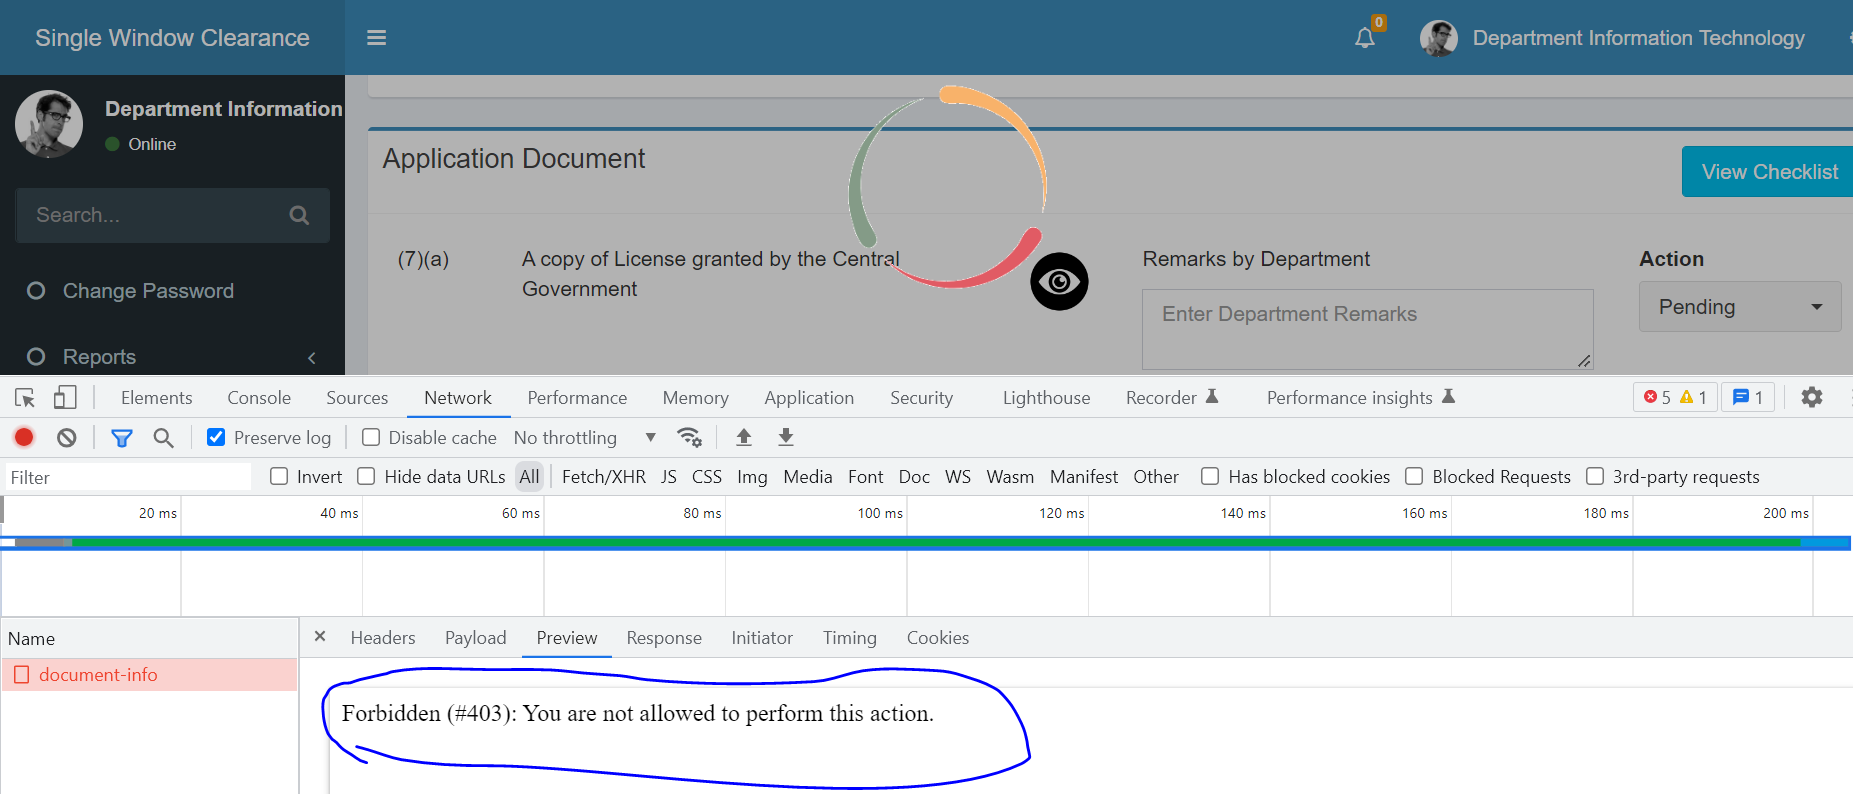 Single Window Clearance
0
Department Information Technology
Department Information
Online
Search...
Change Password
Reports
Application Document
View Checklist
(7)(a)
A copy of License granted by the Central
Government
Remarks by Department
Enter Department Remarks
Action
Pending
Elements Console Sources Network Performance Memory Application Security Lighthouse Recorder Performance insights 5 1 1
Preserve log Disable cache No throttling
Filter Invert Hide data URLs All Fetch/XHR JS CSS Img Media Font Doc WS Wasm Manifest Other Has blocked cookies Blocked Requests 3rd-party requests
20 ms 40 ms 60 ms 80 ms 100 ms 120 ms 140 ms 160 ms 180 ms 200 ms
Name
document-info
× Headers Payload Preview Response Initiator Timing Cookies
Forbidden (#403): You are not allowed to perform this action.